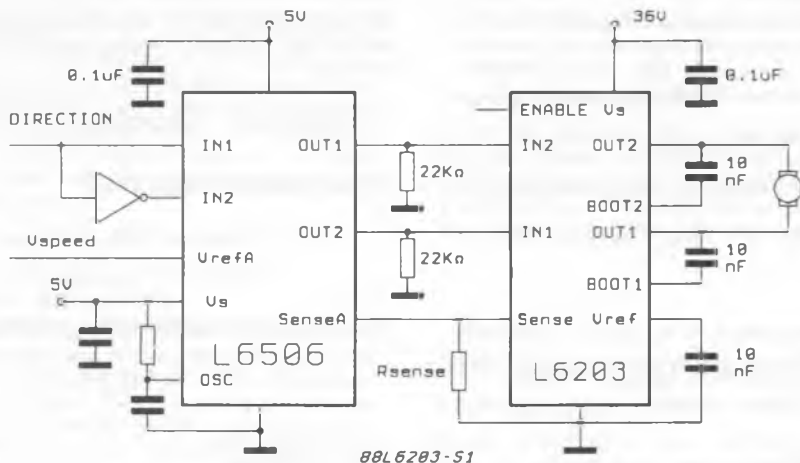 5V
36V
0.1uF
0.1uF
DIRECTION
ENABLE Vs
IN1
OUT1
IN2
OUT2
22KΩ
10
nF
IN2
BOOT2
Vspeed
OUT2
IN1
OUT1
VrefA
22KΩ
10
nF
5V
Vs
BOOT1
SenseA
Sense
Vref
L6506
L6203
OSC
Rsense
10
nF
88L6203-S1